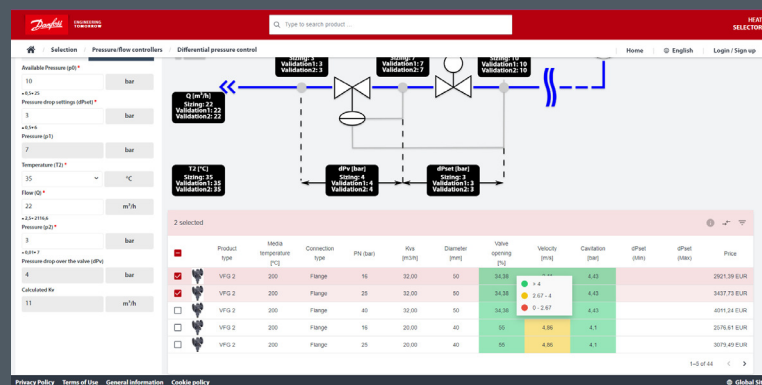 Danfoss
ENGINEERING
TOMORROW
Type to search product ...
HEAT
SELECTOR
Selection
Pressure/flow controllers
Differential pressure control
Home
English
Login / Sign up
Available Pressure (p0) *
10 bar
Pressure drop settings (dPset) *
3 bar
Pressure (p1)
7 bar
Temperature (T2) *
35 °C
Flow (Q) *
22 m³/h
Pressure (p2) *
3 bar
Pressure drop over the valve (dPv)
4 bar
Calculated Kv
11 m³/h
Sizing: 3
Validation1: 3
Validation2: 3
Sizing: 7
Validation1: 7
Validation2: 7
Sizing: 10
Validation1: 10
Validation2: 10
Q [m³/h]
Sizing: 22
Validation1: 22
Validation2: 22
T2 [°C]
Sizing: 35
Validation1: 35
Validation2: 35
dPv [bar]
Sizing: 4
Validation1: 4
Validation2: 4
dPset [bar]
Sizing: 3
Validation1: 3
Validation2: 3
2 selected
Product type
Media temperature [°C]
Connection type
PN (bar)
Kvs [m3/h]
Diameter [mm]
Valve opening [%]
Velocity [m/s]
Cavitation [bar]
dPset (Min)
dPset (Max)
Price
VFG 2 200 Flange 16 32,00 50 34,38 4,43 2921,39 EUR
VFG 2 200 Flange 25 32,00 50 34,38 4,43 3437,73 EUR
VFG 2 200 Flange 40 32,00 50 34,38 4,43 4011,24 EUR
VFG 2 200 Flange 16 20,00 40 55 4,86 4,1 2576,61 EUR
VFG 2 200 Flange 25 20,00 40 55 4,86 4,1 3079,49 EUR
> 4
2.67 - 4
0 - 2.67
1–5 of 44
Privacy Policy
Terms of Use
General information
Cookie policy
Global Si